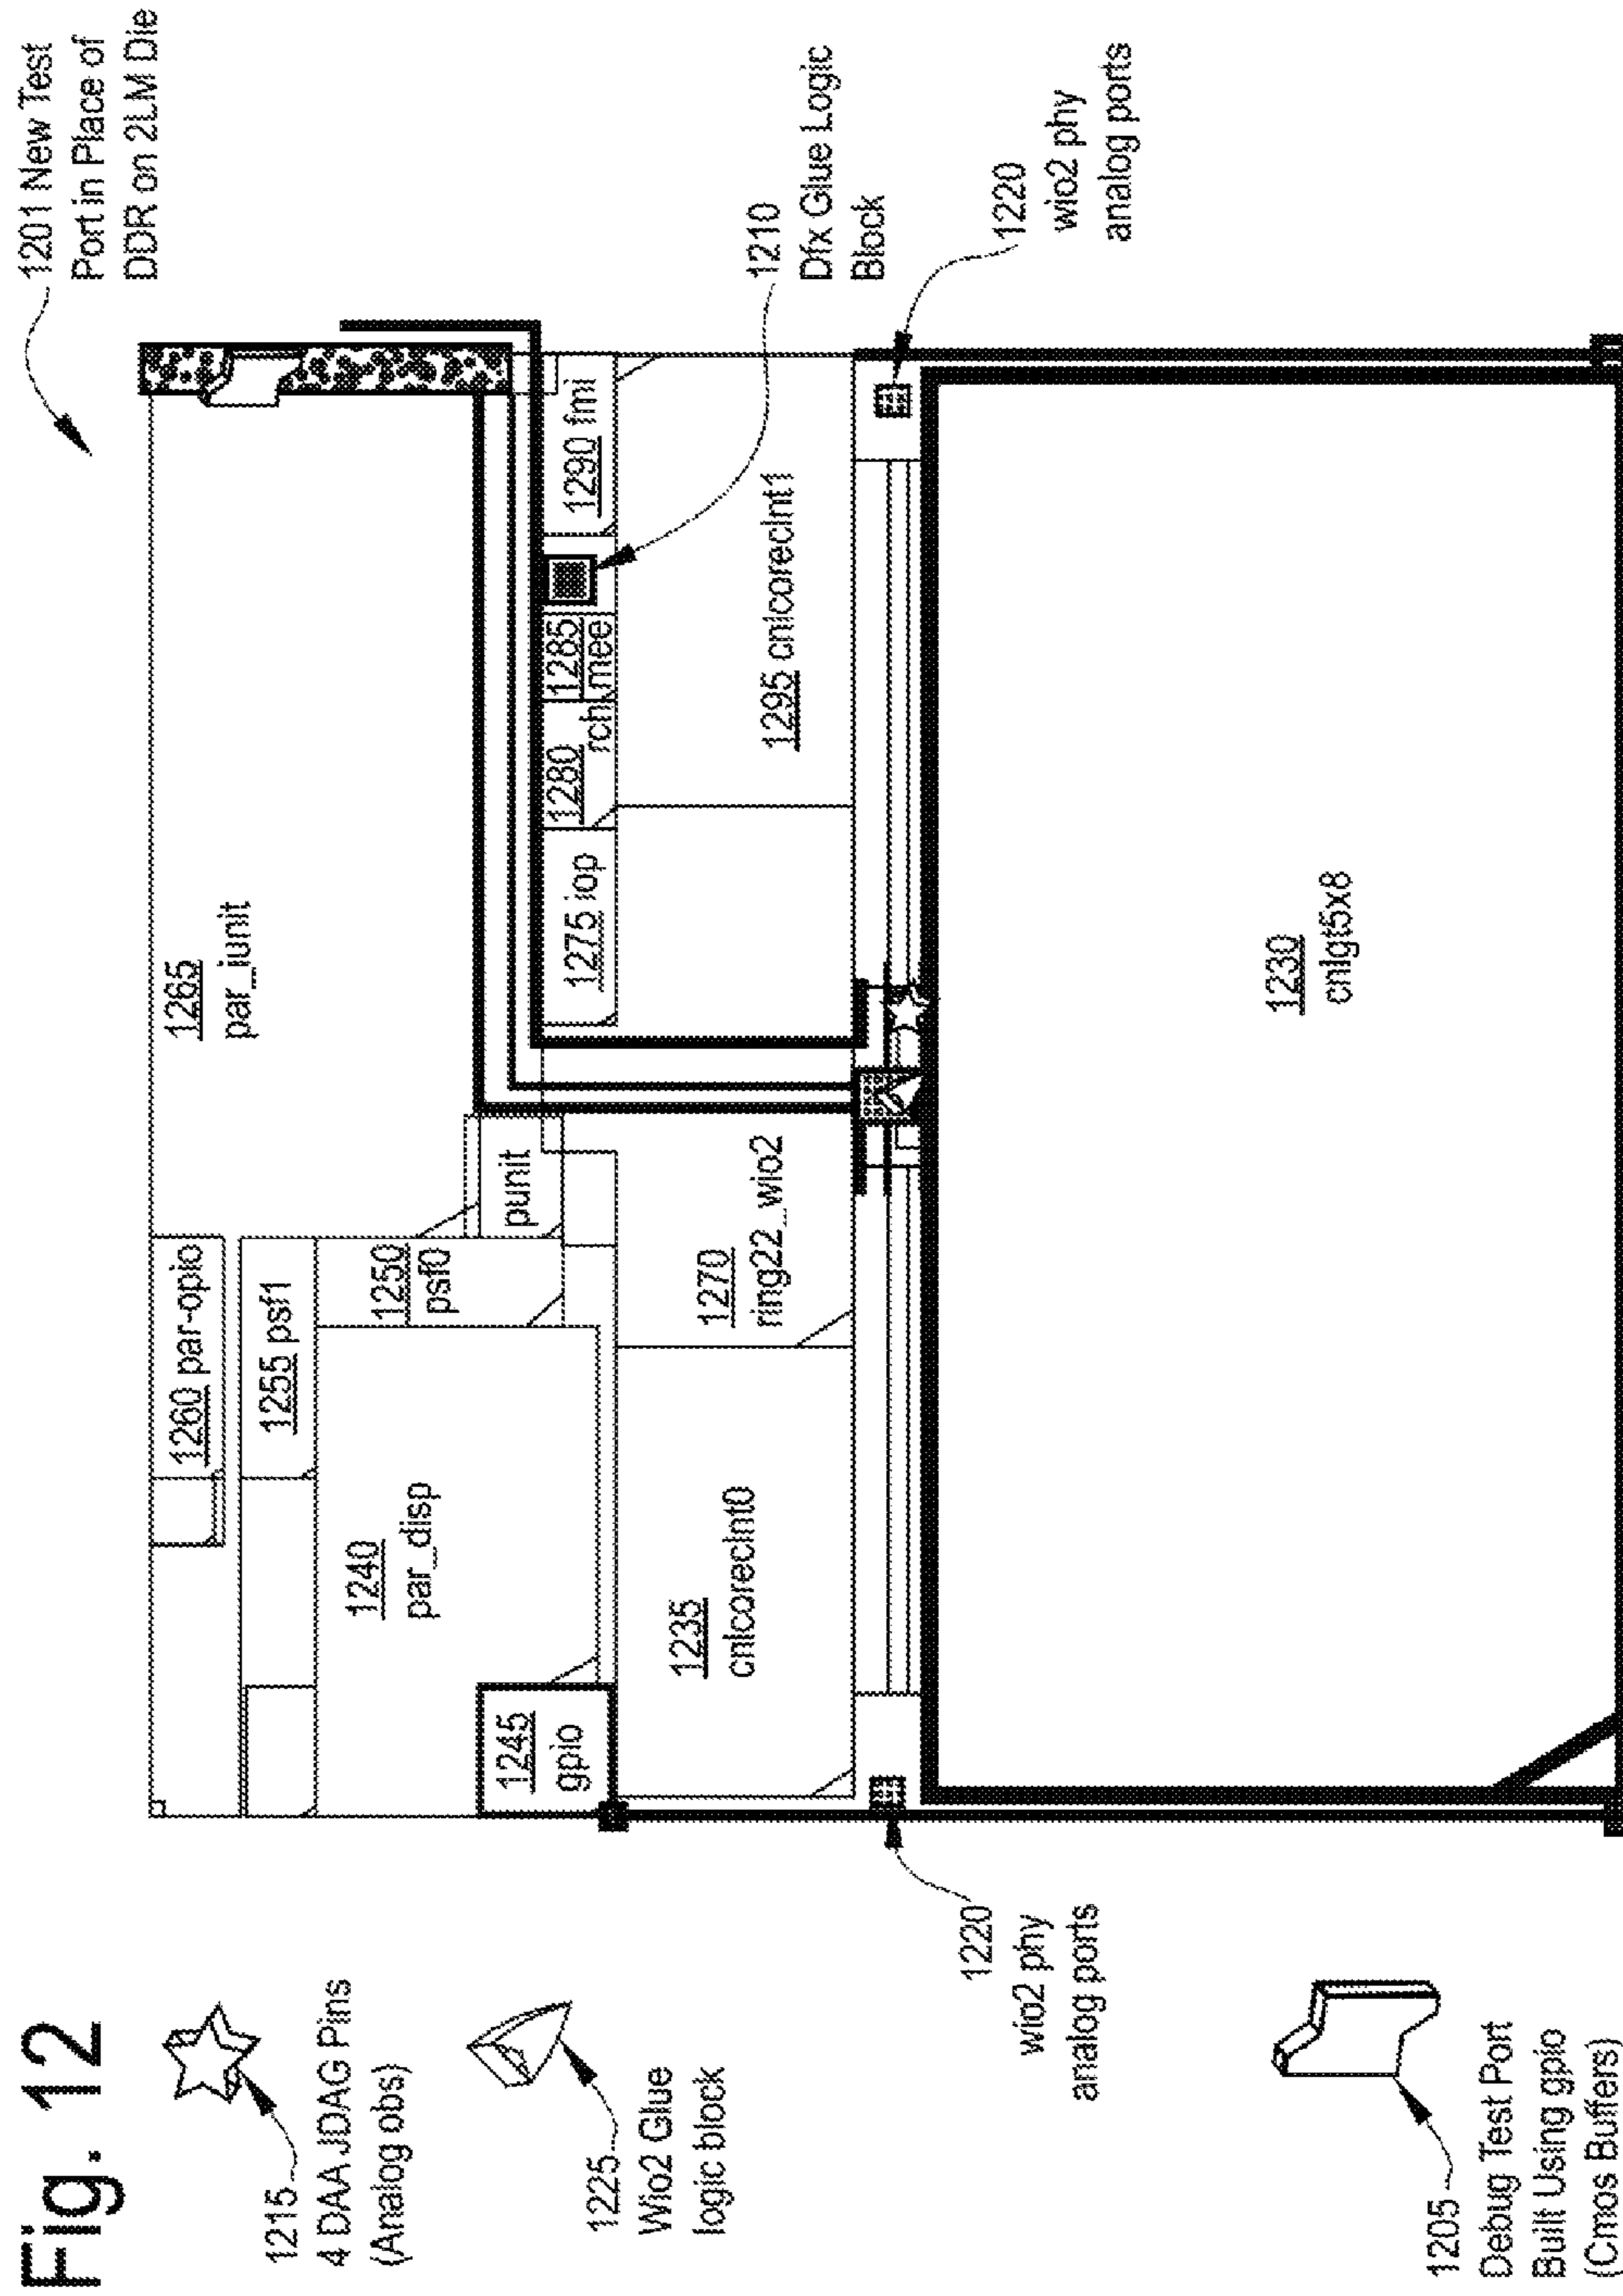 Fig. 12
1215
4 DAA JDAG Pins
(Analog obs)
1225
Wio2 Glue
logic block
1220
wio2 phy
analog ports
1205
Debug Test Port
Built Using gpio
(Cmos Buffers)
1260 par-opio
1255 psf1
1240
par_disp
1250
psf0
1245
gpio
punit
1265
par_iunit
1235
cnlcoreclnt0
1270
ring22_wio2
1275 iop
1280
rch
1285
mee
1290 fmi
1295 cnlcoreclnt1
1230
cnlgt5x8
1201 New Test
Port in Place of
DDR on 2LM Die
1210
Dfx Glue Logic
Block
1220
wio2 phy
analog ports